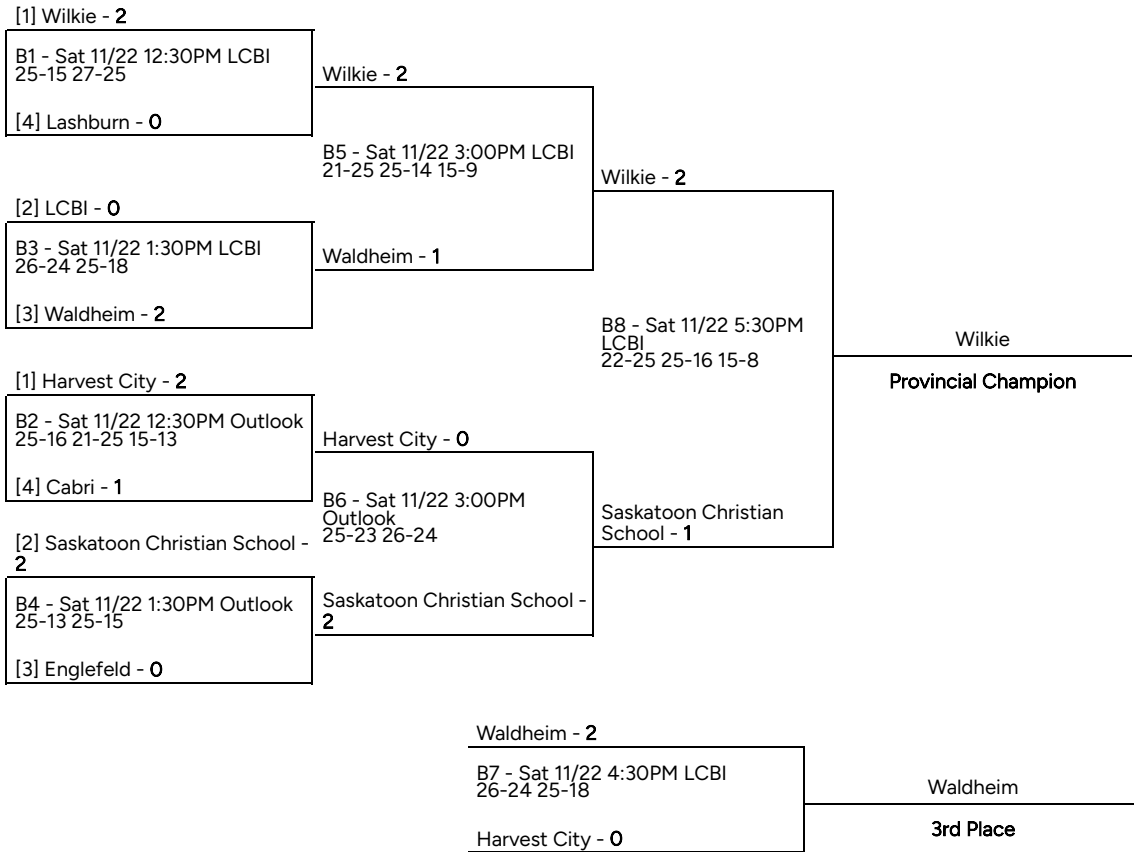 [1] Wilkie - 2
B1 - Sat 11/22 12:30PM LCBI
25-15 27-25
[4] Lashburn - 0
Wilkie - 2
B5 - Sat 11/22 3:00PM LCBI
21-25 25-14 15-9
Waldheim - 1
[2] LCBI - 0
B3 - Sat 11/22 1:30PM LCBI
26-24 25-18
[3] Waldheim - 2
Wilkie - 2
B8 - Sat 11/22 5:30PM
LCBI
22-25 25-16 15-8
Saskatoon Christian
School - 1
Wilkie
Provincial Champion
[1] Harvest City - 2
B2 - Sat 11/22 12:30PM Outlook
25-16 21-25 15-13
[4] Cabri - 1
Harvest City - 0
B6 - Sat 11/22 3:00PM
Outlook
25-23 26-24
Saskatoon Christian School -
2
[2] Saskatoon Christian School -
2
B4 - Sat 11/22 1:30PM Outlook
25-13 25-15
[3] Englefeld - 0
Waldheim - 2
B7 - Sat 11/22 4:30PM LCBI
26-24 25-18
Harvest City - 0
Waldheim
3rd Place